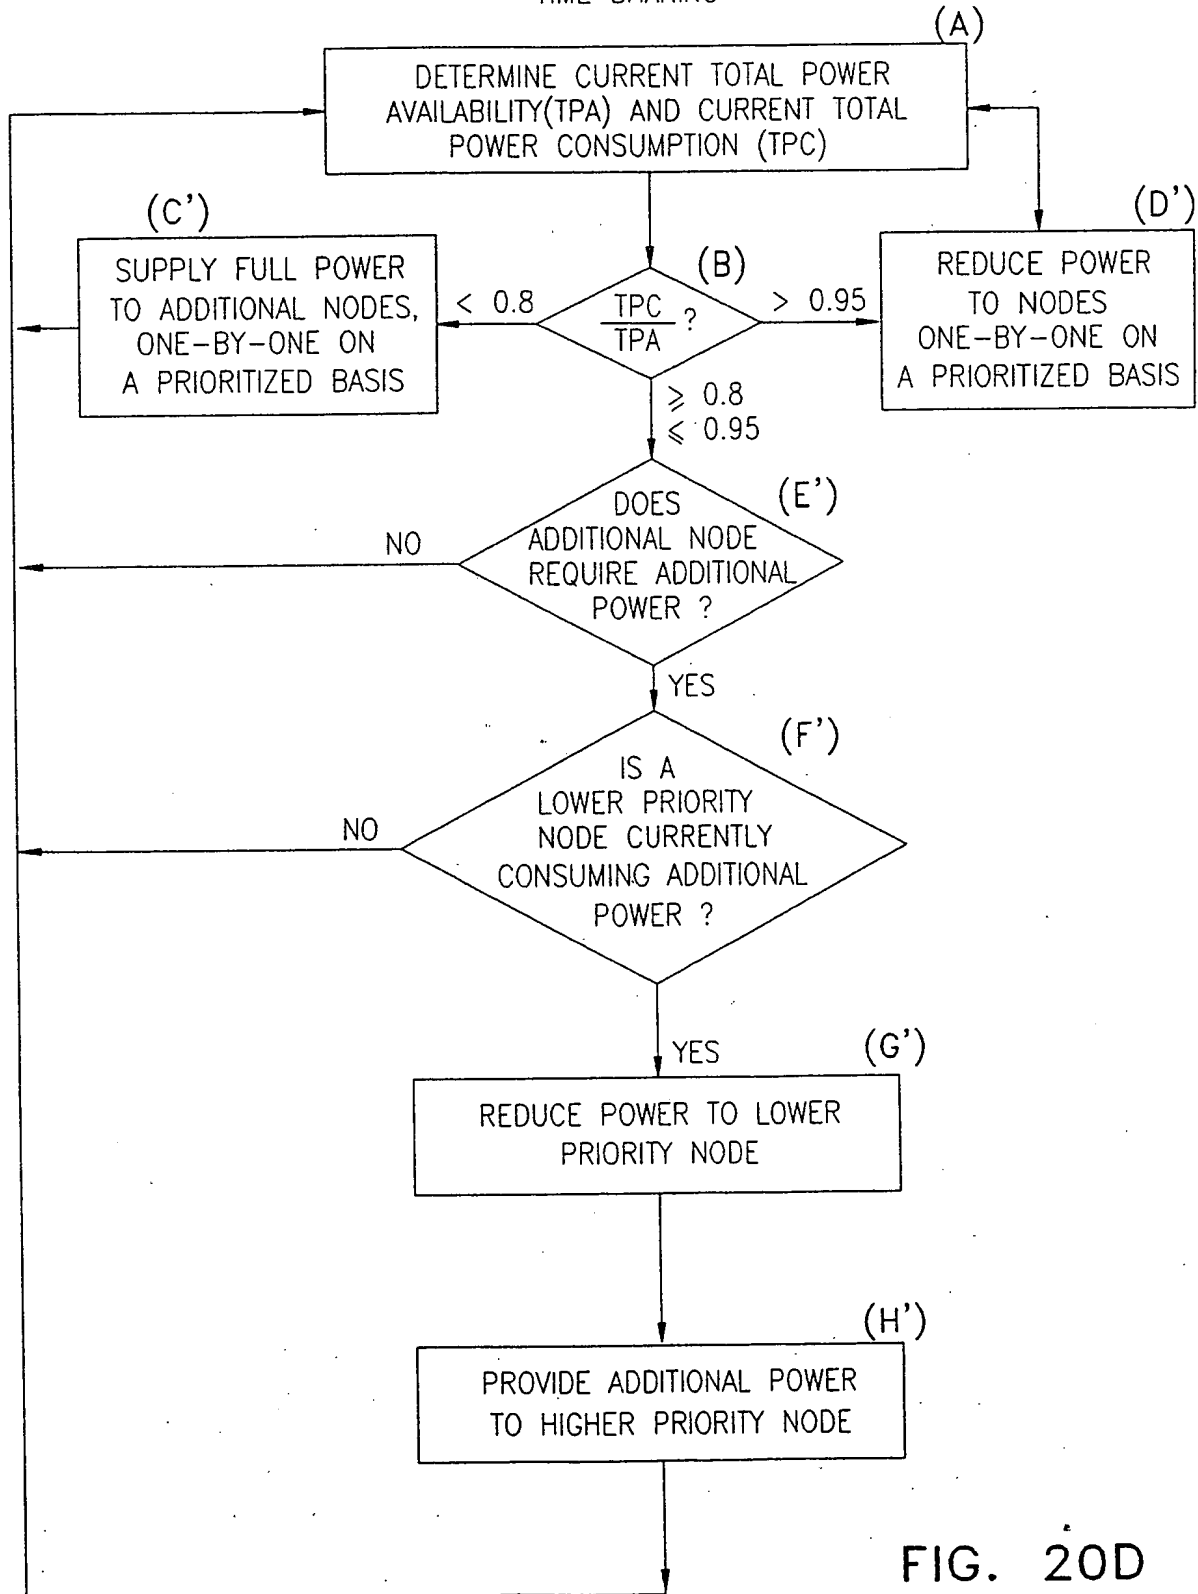 (A)
DETERMINE CURRENT TOTAL POWER
AVAILABILITY(TPA) AND CURRENT TOTAL
POWER CONSUMPTION (TPC)
(C')
SUPPLY FULL POWER
TO ADDITIONAL NODES,
ONE-BY-ONE ON
A PRIORITIZED BASIS
< 0.8
(B)
TPC
TPA
?
> 0.95
(D')
REDUCE POWER
TO NODES
ONE-BY-ONE ON
A PRIORITIZED BASIS
⩾ 0.8
⩽ 0.95
(E')
DOES
ADDITIONAL NODE
REQUIRE ADDITIONAL
POWER ?
NO
YES
(F')
IS A
LOWER PRIORITY
NODE CURRENTLY
CONSUMING ADDITIONAL
POWER ?
NO
YES
(G')
REDUCE POWER TO LOWER
PRIORITY NODE
(H')
PROVIDE ADDITIONAL POWER
TO HIGHER PRIORITY NODE
FIG. 20D